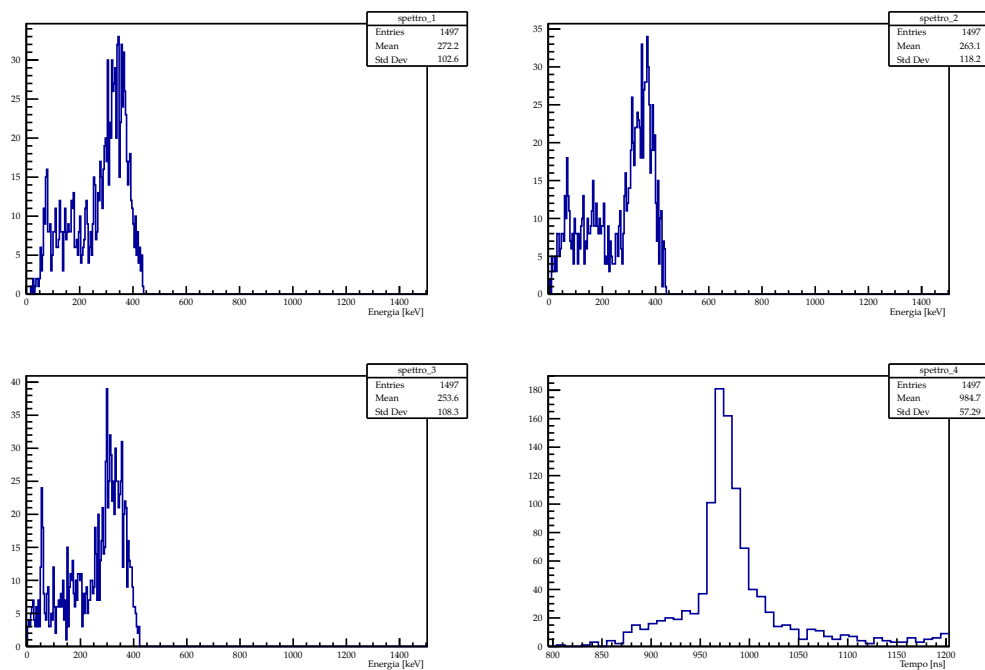 spettro_1
Entries 1497
Mean 272.2
Std Dev 102.6
30
25
20
15
10
5
0
0 200 400 600 800 1000 1200 1400
Energia [keV]
spettro_2
Entries 1497
Mean 263.1
Std Dev 118.2
35
30
25
20
15
10
5
0
0 200 400 600 800 1000 1200 1400
Energia [keV]
spettro_3
Entries 1497
Mean 253.6
Std Dev 108.3
40
35
30
25
20
15
10
5
0
0 200 400 600 800 1000 1200 1400
Energia [keV]
spettro_4
Entries 1497
Mean 984.7
Std Dev 57.29
180
160
140
120
100
80
60
40
20
0
800 850 900 950 1000 1050 1100 1150 1200
Tempo [ns]